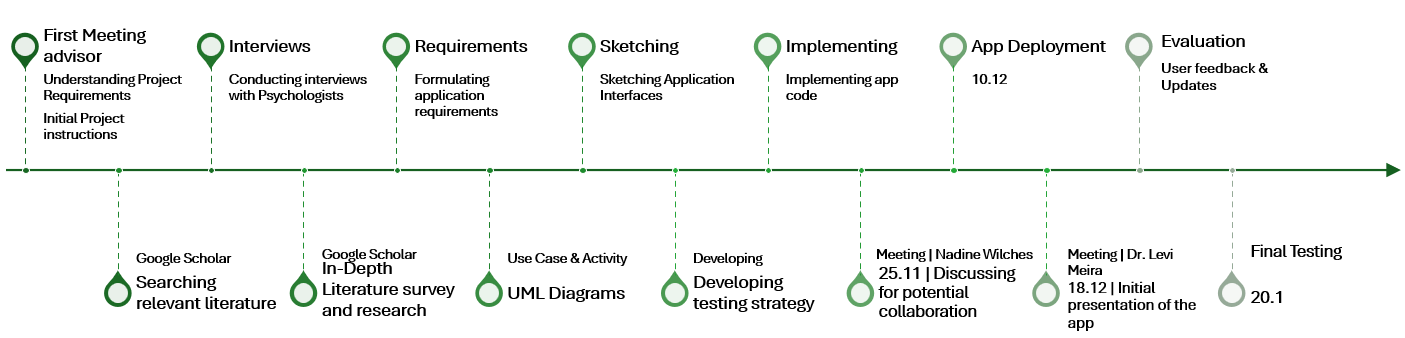 First Meeting
advisor
Understanding Project
Requirements
Initial Project
instructions
Interviews
Conducting interviews
with Psychologists
Requirements
Formulating
application
requirements
Sketching
Sketching Application
Interfaces
Implementing
Implementing app
code
App Deployment
10.12
Evaluation
User feedback &
Updates
Google Scholar
Searching
relevant literature
Google Scholar
In-Depth
Literature survey
and research
Use Case & Activity
UML Diagrams
Developing
Developing
testing strategy
Meeting | Nadine Wilches
25.11 | Discussing
for potential
collaboration
Meeting | Dr. Levi
Meira
18.12 | Initial
presentation of the
app
Final Testing
20.1